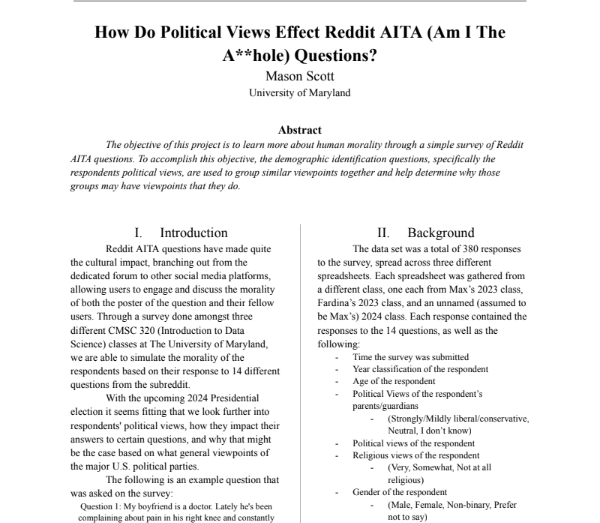 How Do Political Views Effect Reddit AITA (Am I The
A**hole) Questions?
Mason Scott
University of Maryland
Abstract
The objective of this project is to learn more about human morality through a simple survey of Reddit
AITA questions. To accomplish this objective, the demographic identification questions, specifically the
respondents political views, are used to group similar viewpoints together and help determine why those
groups may have viewpoints that they do.
I. Introduction
Reddit AITA questions have made quite
the cultural impact, branching out from the
dedicated forum to other social media platforms,
allowing users to engage and discuss the morality
of both the poster of the question and their fellow
users. Through a survey done amongst three
different CMSC 320 (Introduction to Data
Science) classes at The University of Maryland,
we are able to simulate the morality of the
respondents based on their response to 14 different
questions from the subreddit.
With the upcoming 2024 Presidential
election it seems fitting that we look further into
respondents' political views, how they impact their
answers to certain questions, and why that might
be the case based on what general viewpoints of
the major U.S. political parties.
The following is an example question that
was asked on the survey:
Question 1: My boyfriend is a doctor. Lately he's been
complaining about pain in his right knee and constantly
II. Background
The data set was a total of 380 responses
to the survey, spread across three different
spreadsheets. Each spreadsheet was gathered from
a different class, one each from Max's 2023 class,
Fardina's 2023 class, and an unnamed (assumed to
be Max's) 2024 class. Each response contained the
responses to the 14 questions, as well as the
following:
- Time the survey was submitted
- Year classification of the respondent
- Age of the respondent
- Political Views of the respondent's
parents/guardians
- (Strongly/Mildly liberal/conservative,
Neutral, I don't know)
- Political views of the respondent
- Religious views of the respondent
- (Very, Somewhat, Not at all
religious)
- Gender of the respondent
- (Male, Female, Non-binary, Prefer
not to say)